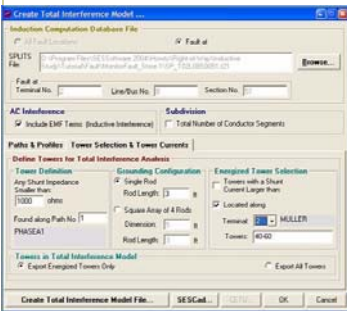 Create Total Interference Model ...
Induction Computation Database File
All Fault Locations
Fault at
SPLITS
File:
Browse...
Fault at
Terminal No.
Line/Bus No.
Section No.
AC Interference
Include EMF Terms (Inductive Interference)
Subdivision
Total Number of Conductor Segments
Paths & Profiles
Tower Selection & Tower Currents
Define Towers for Total Interference Analysis
Tower Definition
Any Shunt Impedance
Smaller than:
1000 ohms
Found along Path No 1
PHASEA1
Grounding Configuration
Single Rod
Rod Length: 3 ft
Square Array of 4 Rods
Dimension: 1 ft
Rod Length: 1 ft
Energized Tower Selection
Towers with a Shunt
Current Larger than:
Located along
Terminal: 2 - MULLER
Towers: 40-60
Towers in Total Interference Model
Export Energized Towers Only
Export All Towers
Create Total Interference Model File...
SESCad...
OK
Cancel